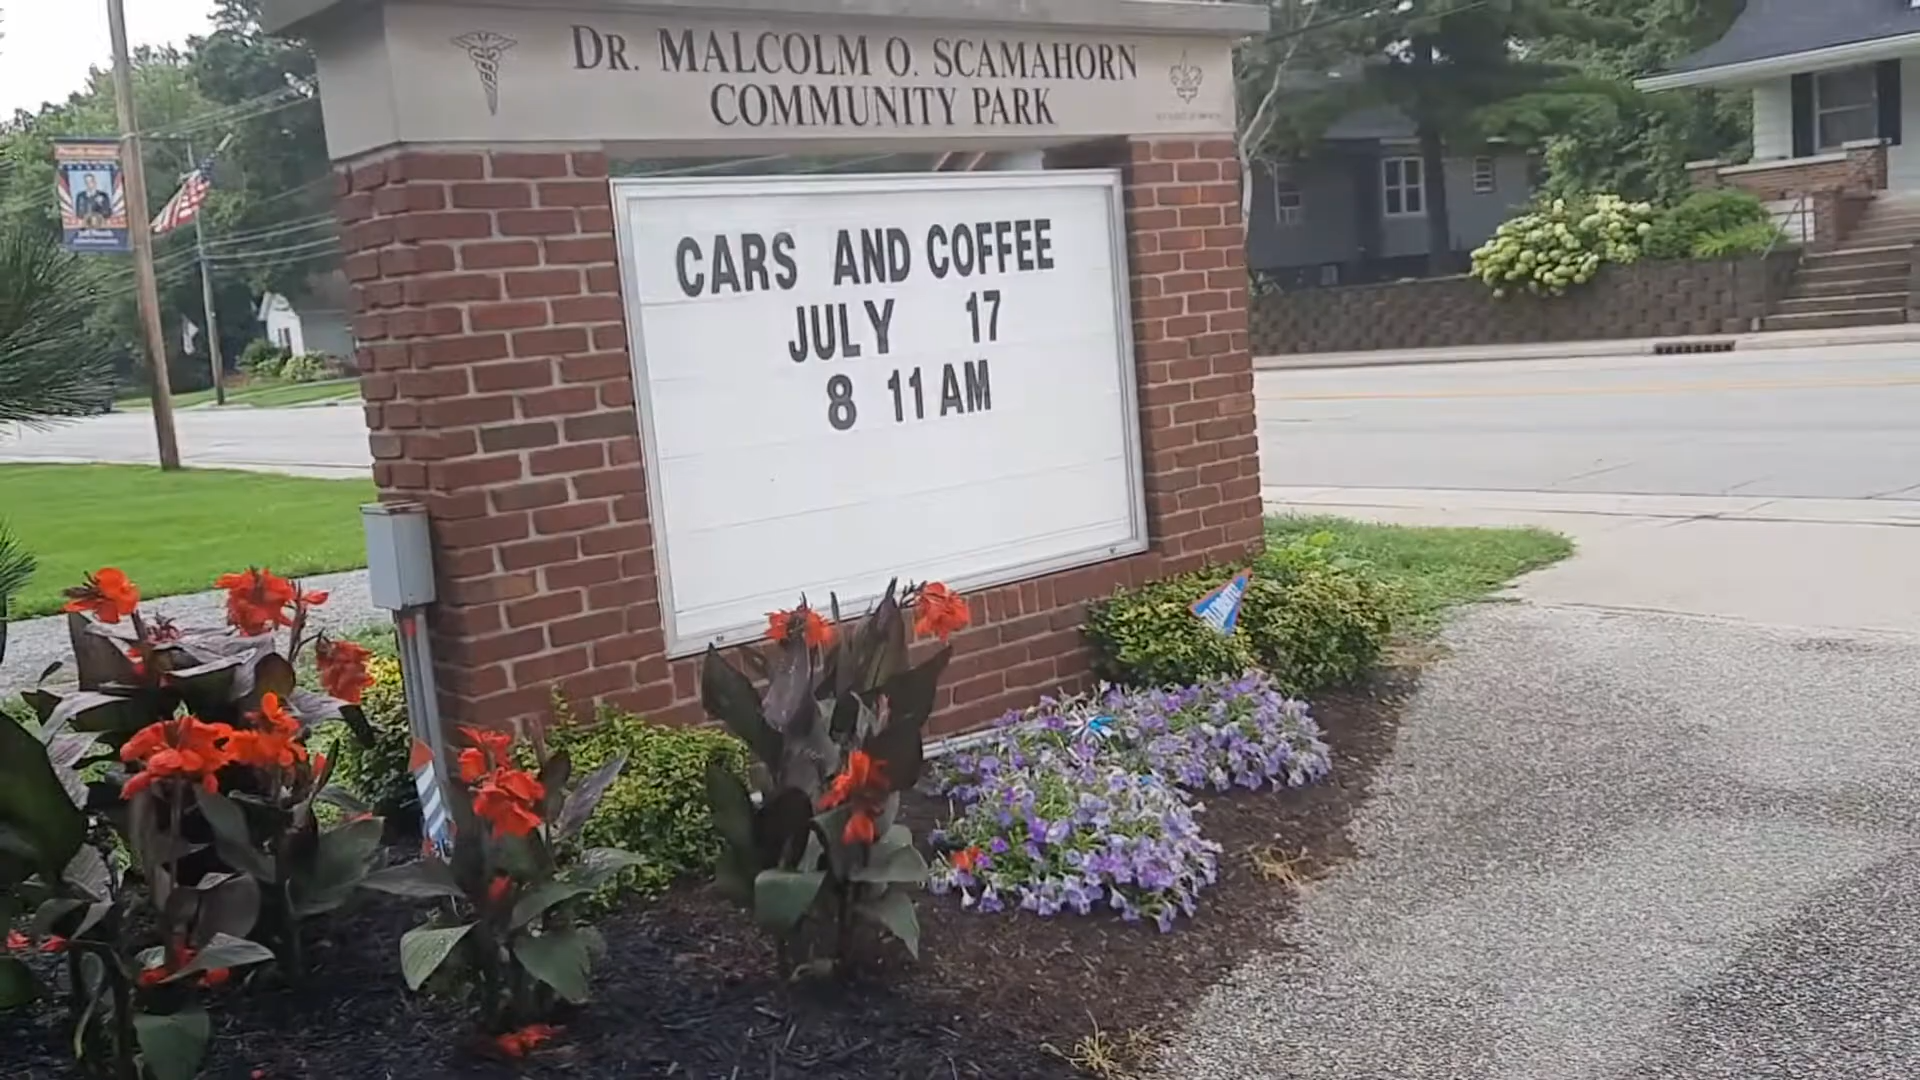 DR. MALCOLM O. SCAMAHORN
COMMUNITY PARK
CARS AND COFFEE
JULY 17
8 11 AM